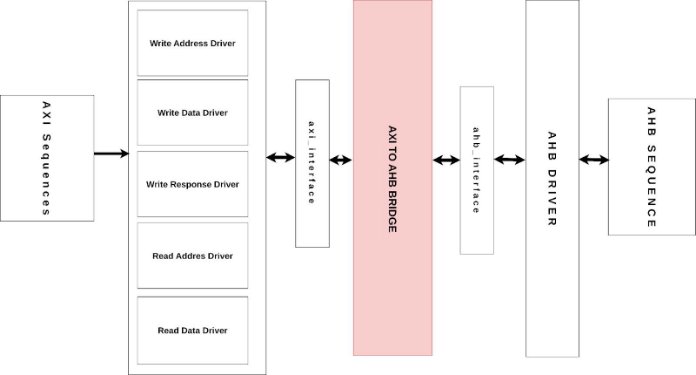 AXI Sequences
Write Address Driver
Write Data Driver
Write Response Driver
Read Addres Driver
Read Data Driver
axi_interface
AXI TO AHB BRIDGE
ahb_interface
AHB DRIVER
AHB SEQUENCE